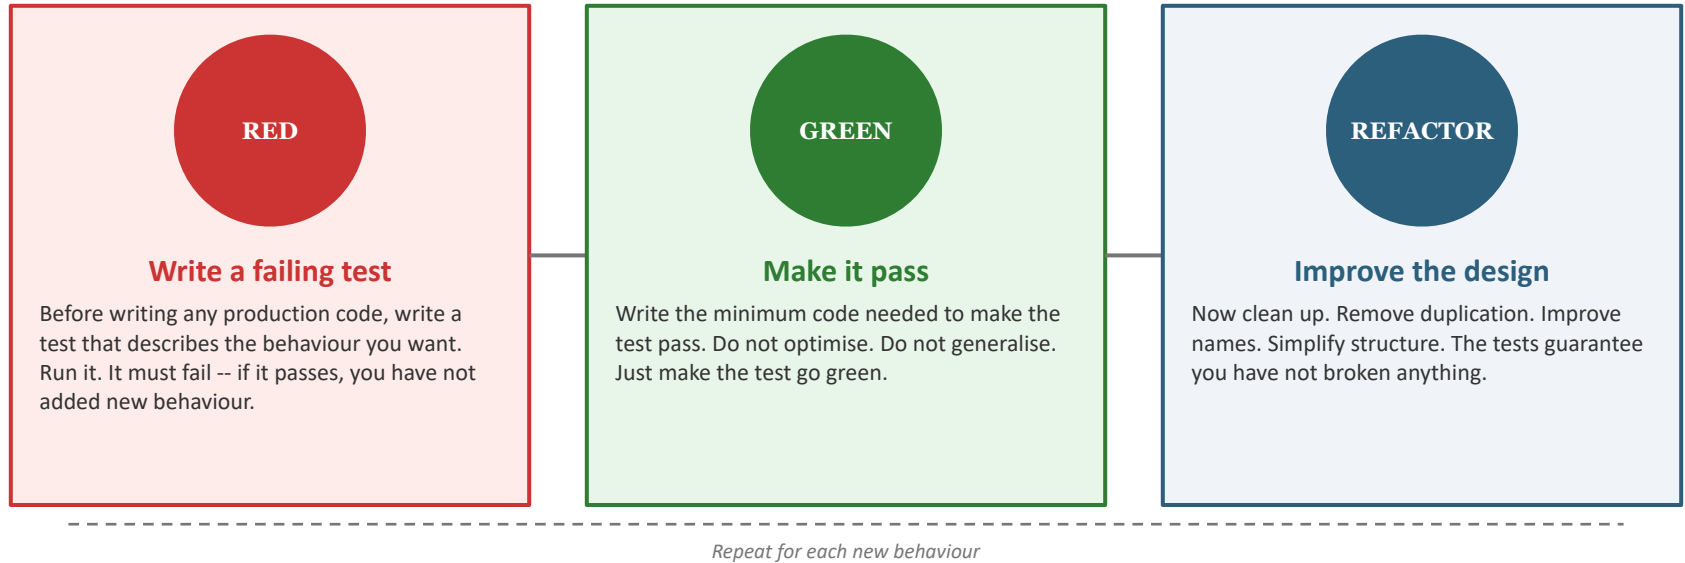 RED
Write a failing test
Before writing any production code, write a
test that describes the behaviour you want.
Run it. It must fail -- if it passes, you have not
added new behaviour.
GREEN
Make it pass
Write the minimum code needed to make the
test pass. Do not optimise. Do not generalise.
Just make the test go green.
REFACTOR
Improve the design
Now clean up. Remove duplication. Improve
names. Simplify structure. The tests guarantee
you have not broken anything.
Repeat for each new behaviour